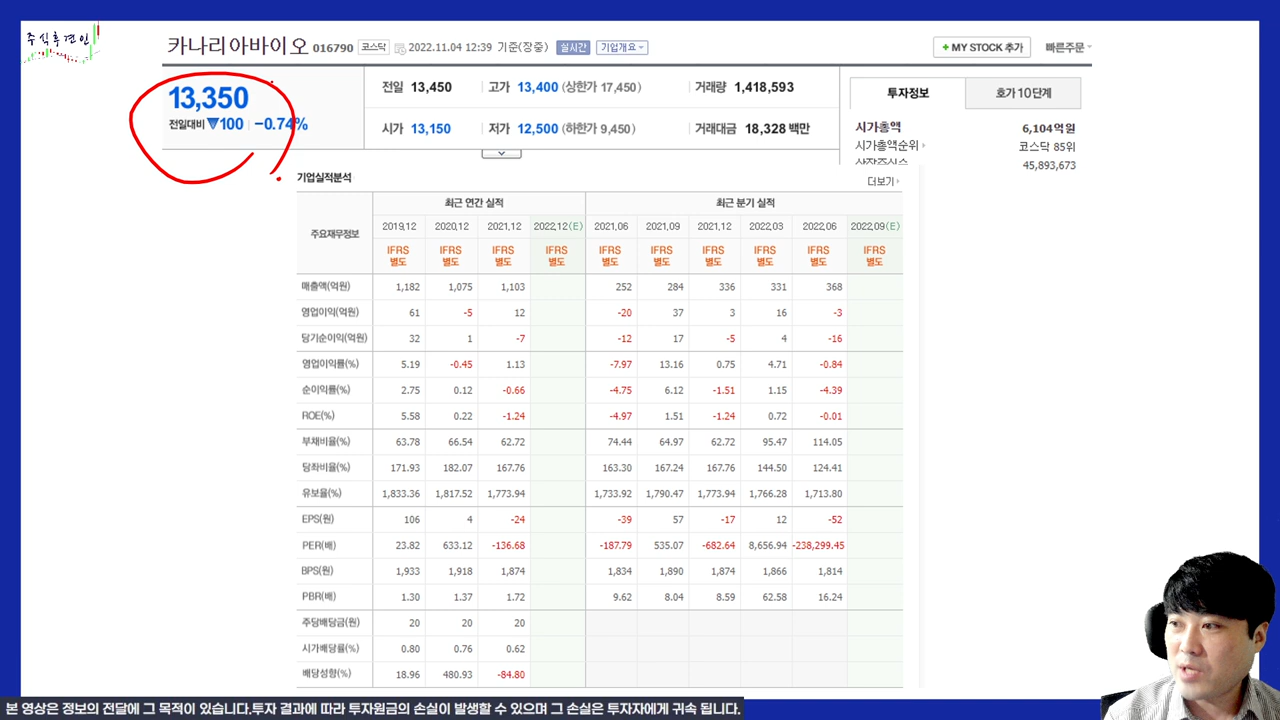 주식후견인
카나리아바이오 016790 코스닥 2022.11.04 12:39 기준(장중) 실시간 기업개요
+ MY STOCK 추가 빠른주문
13,350
전일대비 ▼100 -0.74%
전일 13,450 고가 13,400 (상한가 17,450) 거래량 1,418,593
시가 13,150 저가 12,500 (하한가 9,450) 거래대금 18,328 백만
투자정보 호가 10단계
시가총액 6,104억원
시가총액순위 코스닥 85위
상장주식수 45,893,673
기업실적분석 더보기
주요재무정보 최근 연간 실적 최근 분기 실적
2019.12 2020.12 2021.12 2022.12(E) 2021.06 2021.09 2021.12 2022.03 2022.06 2022.09(E)
IFRS IFRS IFRS IFRS IFRS IFRS IFRS IFRS IFRS IFRS
별도 별도 별도 별도 별도 별도 별도 별도 별도 별도
매출액(억원) 1,182 1,075 1,103 252 284 336 331 368
영업이익(억원) 61 -5 12 -20 37 3 16 -3
당기순이익(억원) 32 1 -7 -12 17 -5 4 -16
영업이익률(%) 5.19 -0.45 1.13 -7.97 13.16 0.75 4.71 -0.84
순이익률(%) 2.75 0.12 -0.66 -4.75 6.12 -1.51 1.15 -4.39
ROE(%) 5.58 0.22 -1.24 -4.97 1.51 -1.24 0.72 -0.01
부채비율(%) 63.78 66.54 62.72 74.44 64.97 62.72 95.47 114.05
당좌비율(%) 171.93 182.07 167.76 163.30 167.24 167.76 144.50 124.41
유보율(%) 1,833.36 1,817.52 1,773.94 1,733.92 1,790.47 1,773.94 1,766.28 1,713.80
EPS(원) 106 4 -24 -39 57 -17 12 -52
PER(배) 23.82 633.12 -136.68 -187.79 535.07 -682.64 8,656.94 -238,299.45
BPS(원) 1,933 1,918 1,874 1,834 1,890 1,874 1,866 1,814
PBR(배) 1.30 1.37 1.72 9.62 8.04 8.59 62.58 16.24
주당배당금(원) 20 20 20
시가배당률(%) 0.80 0.76 0.62
배당성향(%) 18.96 480.93 -84.80
본 영상은 정보의 전달에 그 목적이 있습니다.투자 결과에 따라 투자원금의 손실이 발생할 수 있으며 그 손실은 투자자에게 귀속 됩니다.